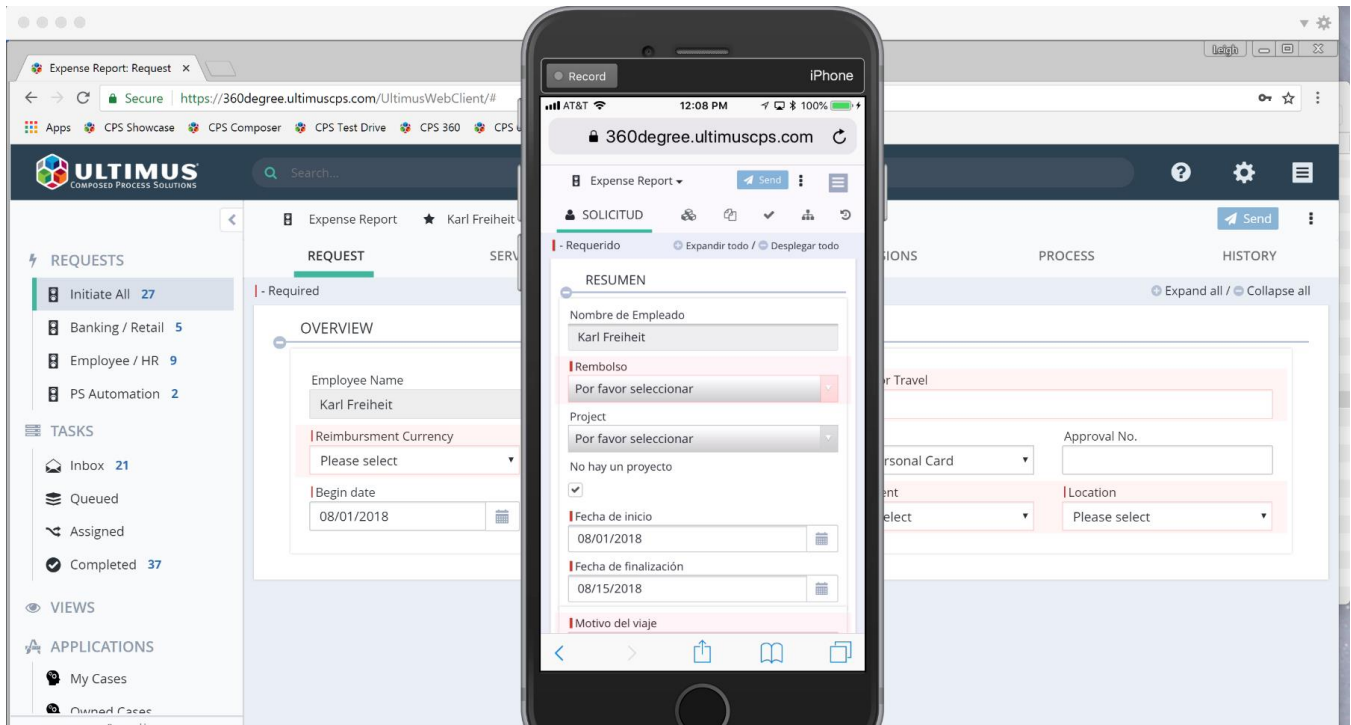 Leigh
Expense Report: Request
Secure https://360degree.ultimuscps.com/UltimusWebClient/#
Apps CPS Showcase CPS Composer CPS Test Drive CPS 360 CPS
ULTIMUS
COMPOSED PROCESS SOLUTIONS
Search...
Expense Report Karl Freiheit
Send
REQUEST
PROCESS
HISTORY
- Required
Expand all / Collapse all
OVERVIEW
Employee Name
Karl Freiheit
Reimbursment Currency
Please select
Begin date
08/01/2018
Travel
Approval No.
Card
Location
Please select
REQUESTS
Initiate All 27
Banking / Retail 5
Employee / HR 9
PS Automation 2
TASKS
Inbox 21
Queued
Assigned
Completed 37
VIEWS
APPLICATIONS
My Cases
Owned Cases
Record iPhone
AT&T 12:08 PM 100%
360degree.ultimuscps.com
Expense Report Send
SOLICITUD
- Requerido Expandir todo / Desplegar todo
RESUMEN
Nombre de Empleado
Karl Freiheit
Rembolso
Por favor seleccionar
Project
Por favor seleccionar
No hay un proyecto
Fecha de inicio
08/01/2018
Fecha de finalización
08/15/2018
Motivo del viaje